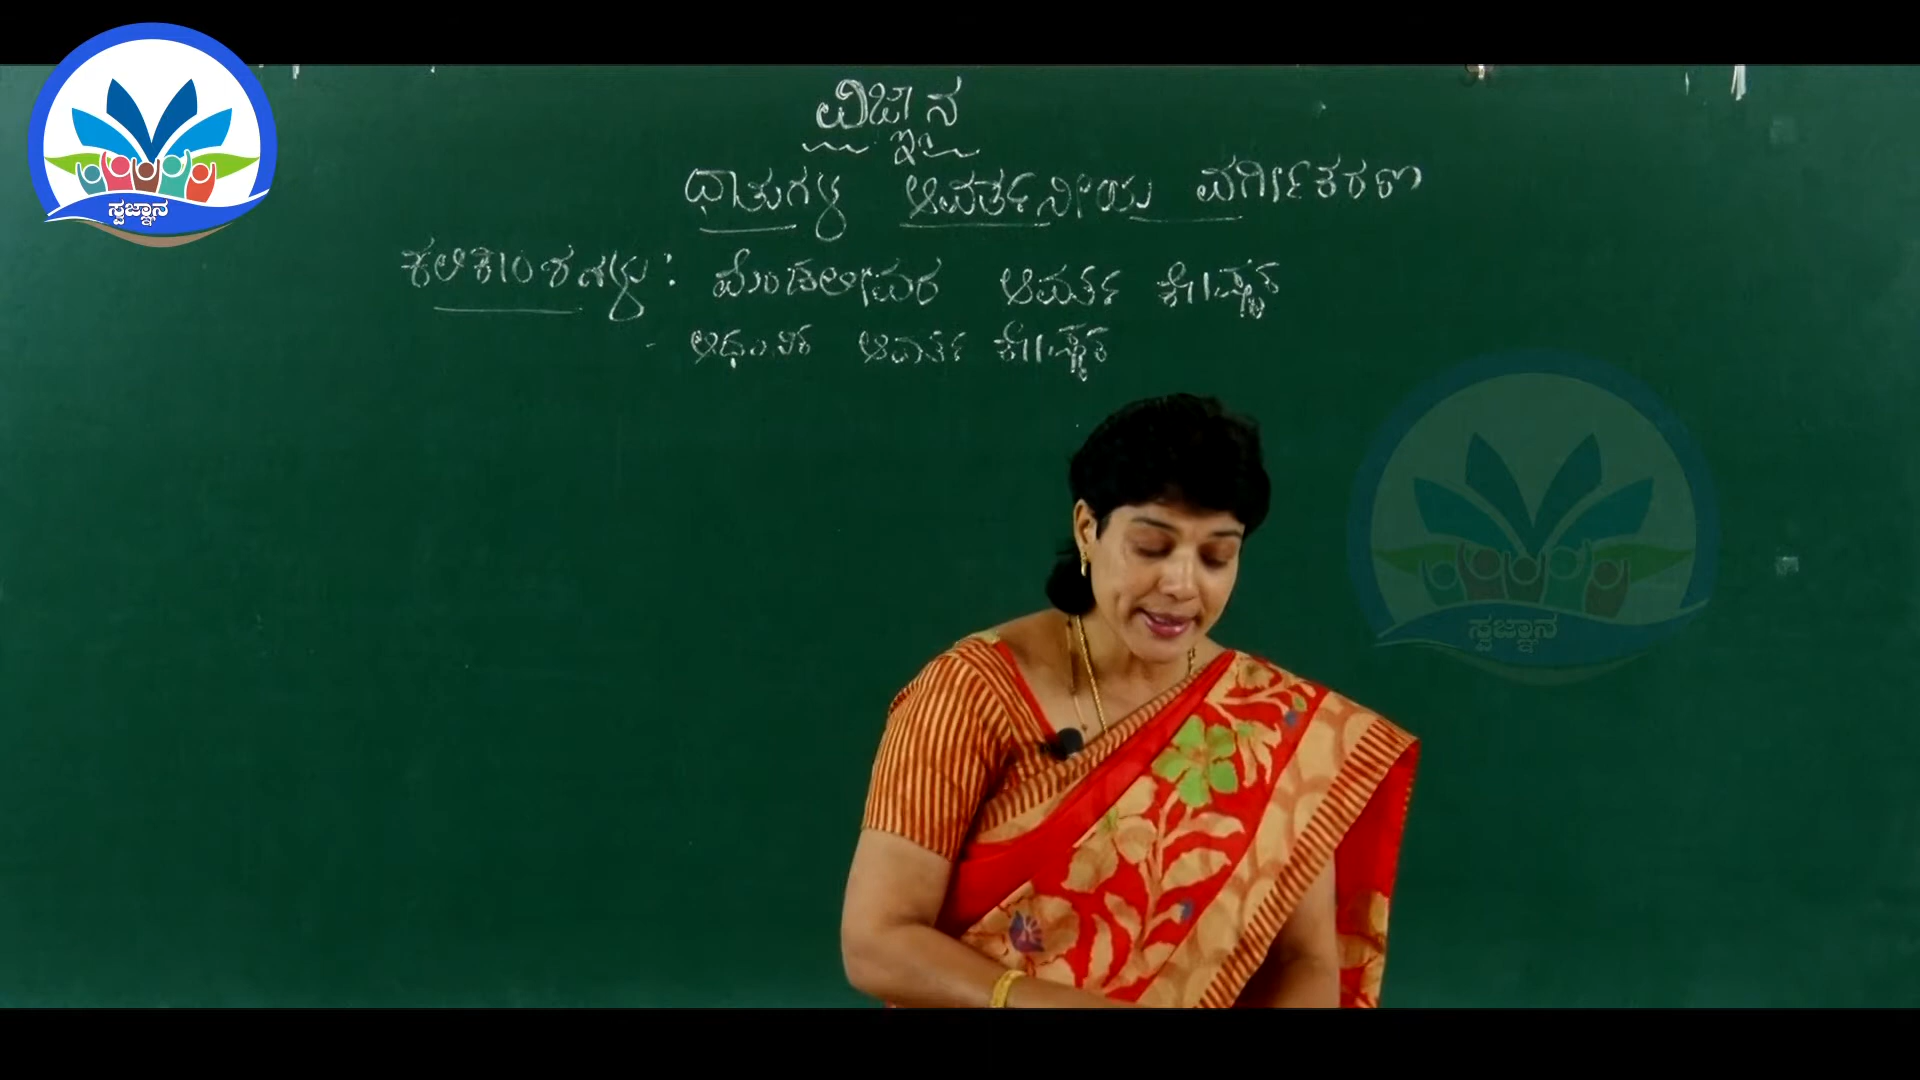 ಸ್ವಜ್ಞಾನ
ವಿಜ್ಞಾನ
ಧಾತುಗಳ ಆವರ್ತನೀಯ ವರ್ಗೀಕರಣ
ಕಲಿಕಾಂಶಗಳು : ಮೆಂಡಲೀವರ ಆವರ್ತ ಕೋಷ್ಟಕ
ಆಧುನಿಕ ಆವರ್ತ ಕೋಷ್ಟಕ
ಸ್ವಜ್ಞಾನ